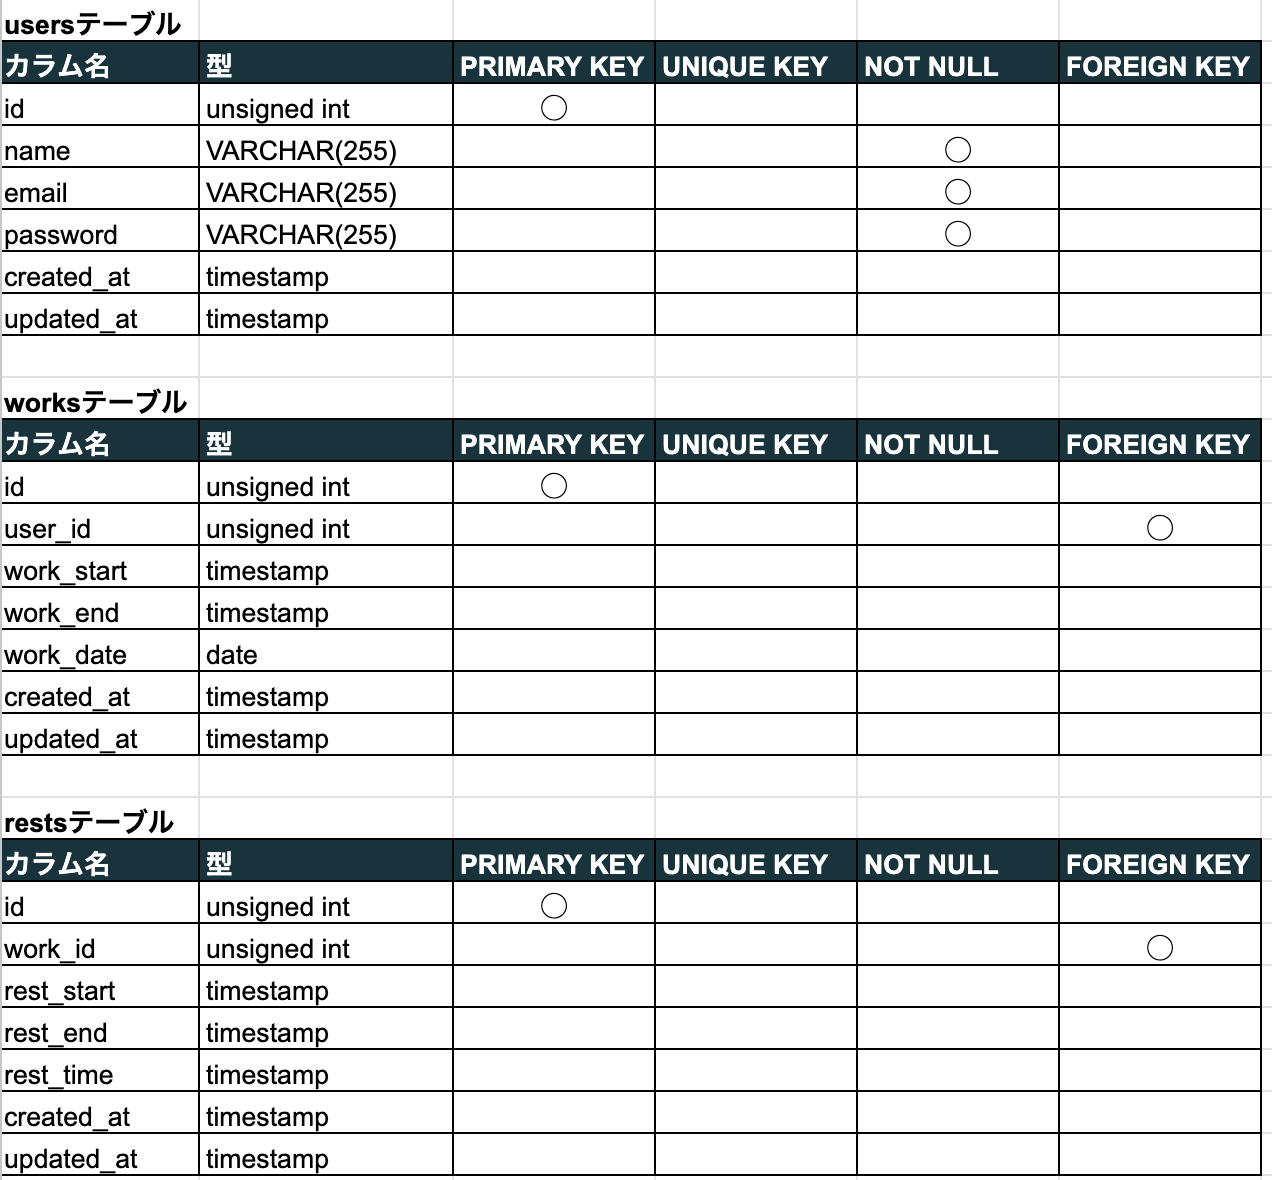 usersテーブル
カラム名 型 PRIMARY KEY UNIQUE KEY NOT NULL FOREIGN KEY
id unsigned int ◯
name VARCHAR(255) ◯
email VARCHAR(255) ◯
password VARCHAR(255) ◯
created_at timestamp
updated_at timestamp
worksテーブル
カラム名 型 PRIMARY KEY UNIQUE KEY NOT NULL FOREIGN KEY
id unsigned int ◯
user_id unsigned int ◯
work_start timestamp
work_end timestamp
work_date date
created_at timestamp
updated_at timestamp
restsテーブル
カラム名 型 PRIMARY KEY UNIQUE KEY NOT NULL FOREIGN KEY
id unsigned int ◯
work_id unsigned int ◯
rest_start timestamp
rest_end timestamp
rest_time timestamp
created_at timestamp
updated_at timestamp